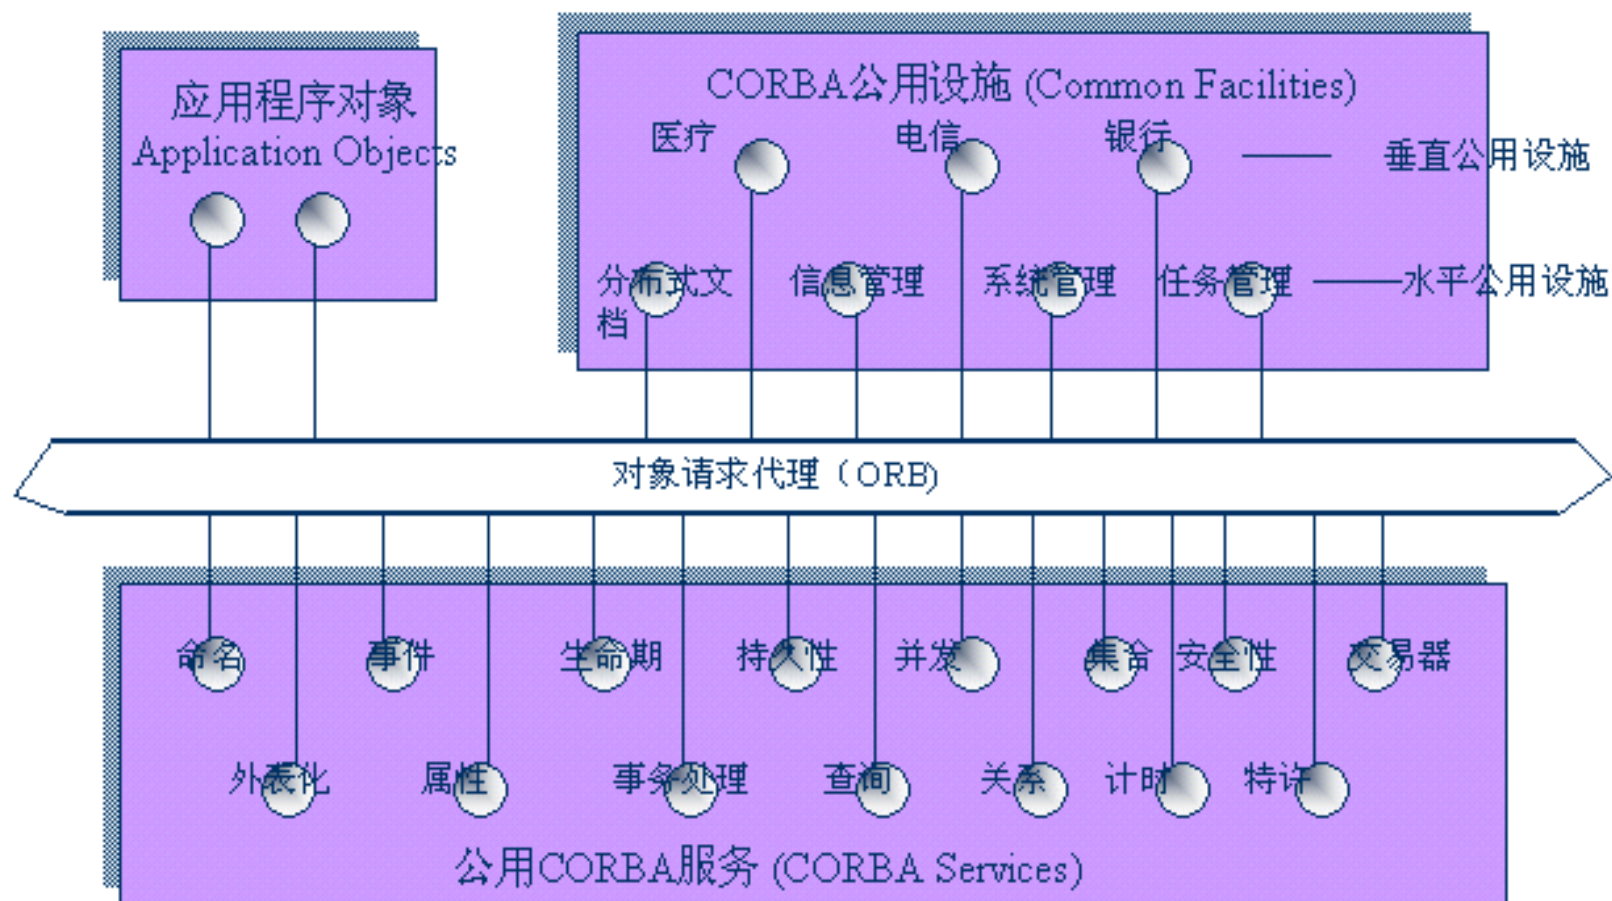 应用程序对象
Application Objects
CORBA公用设施 (Common Facilities)
医疗
电信
银行
垂直公用设施
分布式文
档
信息管理
系统管理
任务管理
水平公用设施
对象请求代理（ORB)
命名
事件
生命期
持久性
并发
集合
安全性
交易器
外表化
属性
事务处理
查询
关系
计时
特许
公用CORBA服务 (CORBA Services)